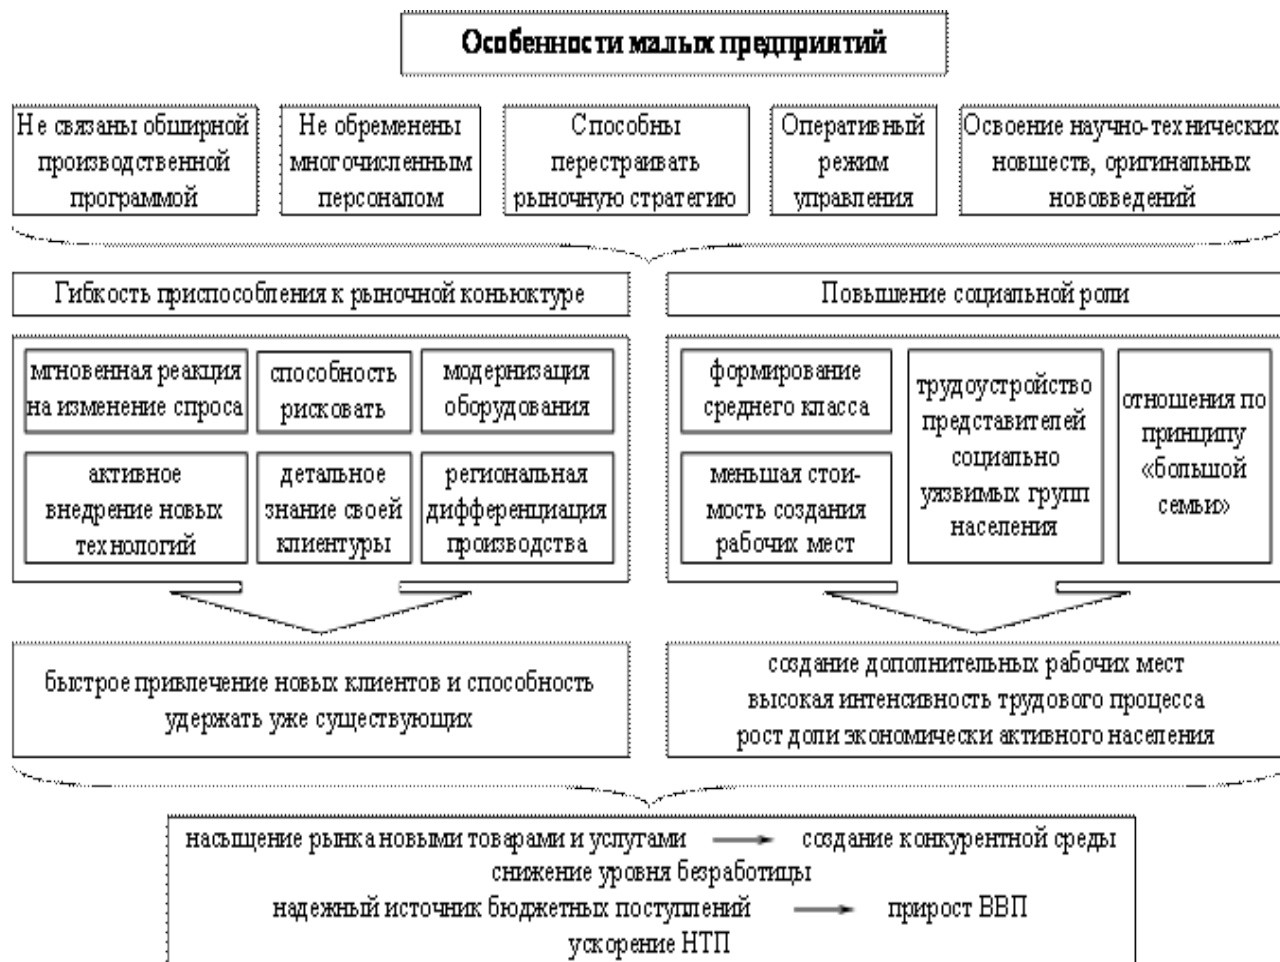 Особенности малых предприятий
Не связаны обширной
производственной
программой
Не обременены
многочисленным
персоналом
Способны
перестраивать
рыночную стратегию
Оперативный
режим
управления
Освоение научно-технических
новшеств, оригинальных
нововведений
Гибкость приспособления к рыночной коньюктуре
Повышение социальной роли
мгновенная реакция
на изменение спроса
способность
рисковать
модернизация
оборудования
активное
внедрение новых
технологий
детальное
знание своей
клиентуры
региональная
дифференциация
производства
формирование
среднего класса
меньшая стои-
мость создания
рабочих мест
трудоустройство
представителей
социально
уязвимых групп
населения
отношения по
принципу
«большой
семьи»
быстрое привлечение новых клиентов и способность
удержать уже существующих
создание дополнительных рабочих мест
высокая интенсивность трудового процесса
рост доли экономически активного населения
насыщение рынка новыми товарами и услугами → создание конкурентной среды
снижение уровня безработицы
надежный источник бюджетных поступлений → прирост ВВП
ускорение НТП